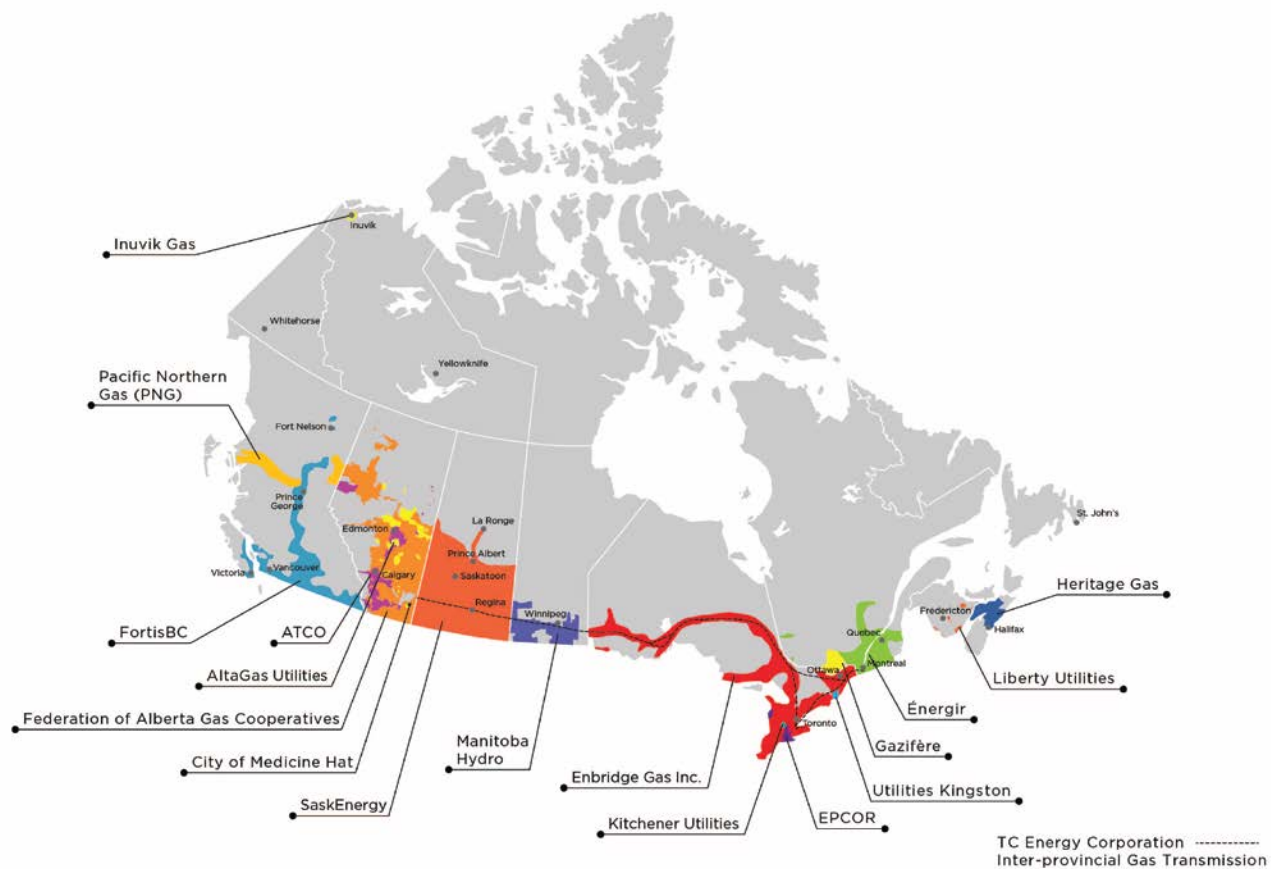 Inuvik
Inuvik Gas
Whitehorse
Yellowknife
Pacific Northern
Gas (PNG)
Fort Nelson
Prince
George
St. John's
La Ronge
Edmonton
Prince Albert
Victoria
Vancouver
Calgary
Saskatoon
Heritage Gas
Regina
Winnipeg
Fredericton
Halifax
Quebec
FortisBC
ATCO
Ottawa
Montreal
AltaGas Utilities
Liberty Utilities
Énergir
Federation of Alberta Gas Cooperatives
Toronto
Manitoba
Hydro
Gazifère
City of Medicine Hat
Enbridge Gas Inc.
Utilities Kingston
SaskEnergy
Kitchener Utilities
EPCOR
TC Energy Corporation
Inter-provincial Gas Transmission